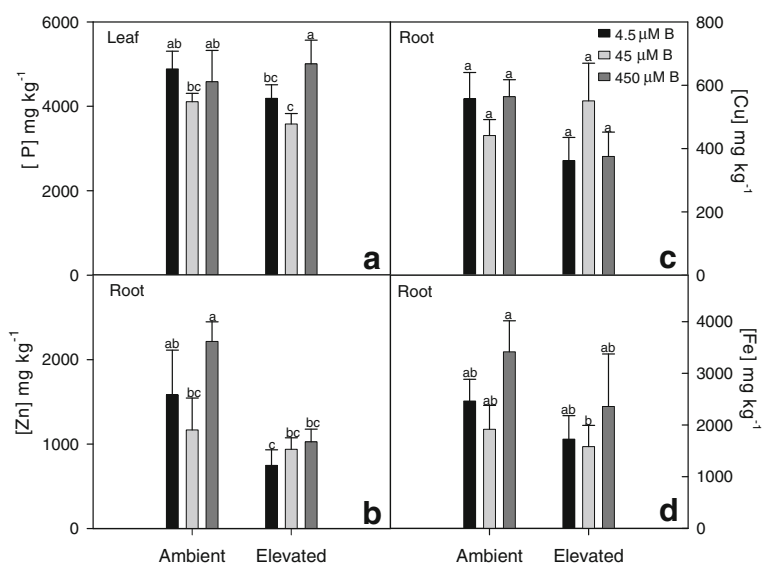 Leaf
[ P] mg kg-1
6000
4000
2000
0
ab
bc
ab
bc
c
a
a
Root
4.5 μM B
45 μM B
450 μM B
[Cu] mg kg-1
800
600
400
200
0
a
a
a
a
a
a
c
Root
[Zn] mg kg-1
2000
1000
0
ab
bc
a
c
bc
bc
b
Ambient
Elevated
Root
[Fe] mg kg-1
4000
3000
2000
1000
0
ab
ab
a
ab
b
ab
d
Ambient
Elevated